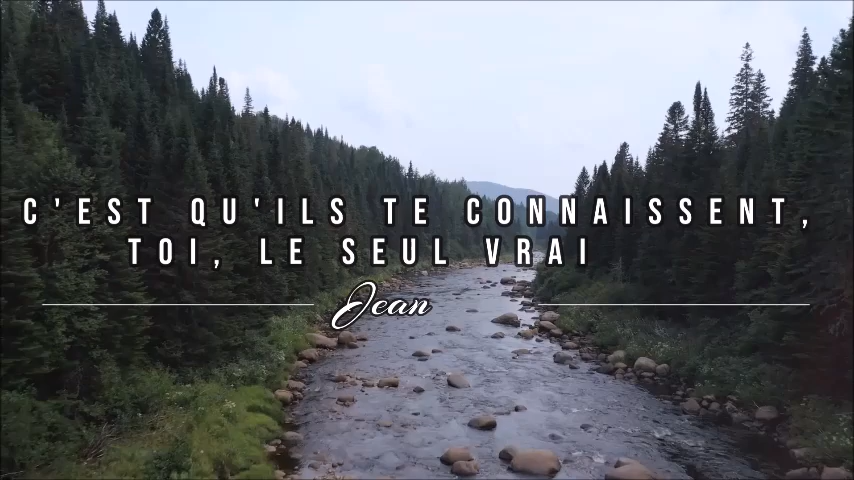 C'EST QU'ILS TE CONNAISSENT,
TOI, LE SEUL VRAI
Jean